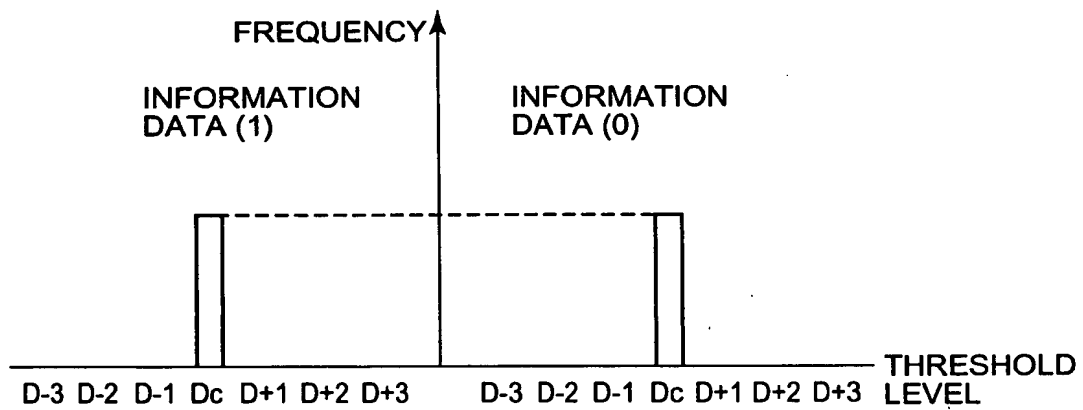 FREQUENCY
INFORMATION
DATA (1)
INFORMATION
DATA (0)
D-3 D-2 D-1 Dc D+1 D+2 D+3
D-3 D-2 D-1 Dc D+1 D+2 D+3
THRESHOLD
LEVEL